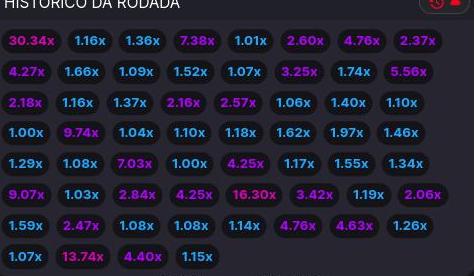 HISTÓRICO DA RODADA
30.34x 1.16x 1.36x 7.38x 1.01x 2.60x 4.76x 2.37x
4.27x 1.66x 1.09x 1.52x 1.07x 3.25x 1.74x 5.56x
2.18x 1.16x 1.37x 2.16x 2.57x 1.06x 1.40x 1.10x
1.00x 9.74x 1.04x 1.10x 1.18x 1.62x 1.97x 1.46x
1.29x 1.08x 7.03x 1.00x 4.25x 1.17x 1.55x 1.34x
9.07x 1.03x 2.84x 4.25x 16.30x 3.42x 1.19x 2.06x
1.59x 2.47x 1.08x 1.08x 1.14x 4.76x 4.63x 1.26x
1.07x 13.74x 4.40x 1.15x